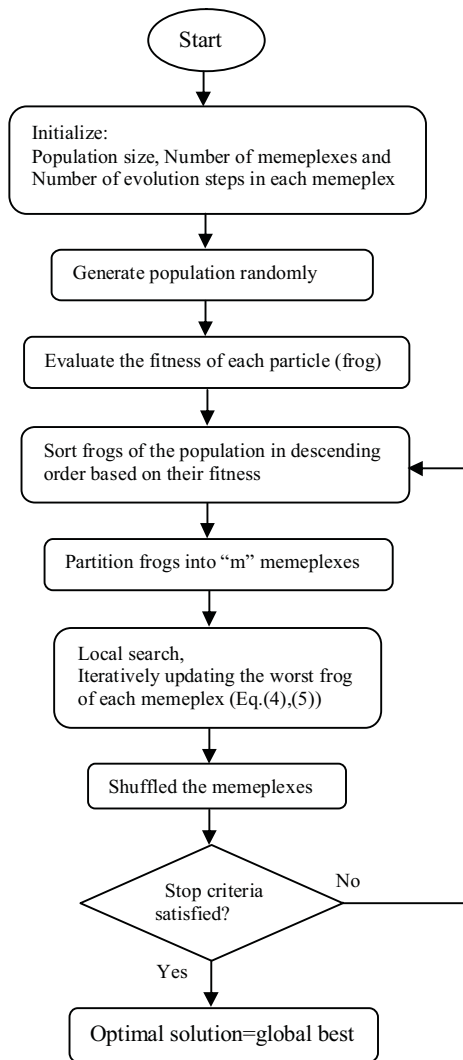 Start
Initialize:
Population size, Number of memeplexes and
Number of evolution steps in each memeplex
Generate population randomly
Evaluate the fitness of each particle (frog)
Sort frogs of the population in descending
order based on their fitness
Partition frogs into “m” memeplexes
Local search,
Iteratively updating the worst frog
of each memeplex (Eq.(4),(5))
Shuffled the memeplexes
Stop criteria
satisfied?
No
Yes
Optimal solution=global best